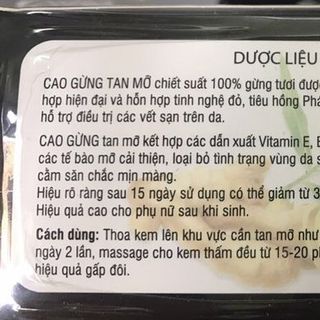 DƯỢC LIỆU
CAO GỪNG TAN MỠ chiết suất 100% gừng tươi được
hợp hiện đại và hỗn hợp tinh nghệ đỏ, tiêu hồng Phá
hỗ trợ điều trị các vết sạn trên da.
CAO GỪNG tan mỡ kết hợp các dẫn xuất Vitamin E, B
các tế bào mỡ cải thiện, loại bỏ tình trạng vùng da s
cằm săn chắc mịn màng.
Hiệu rõ ràng sau 15 ngày sử dụng có thể giảm từ 3
Hiệu quả cao cho phụ nữ sau khi sinh.
Cách dùng: Thoa kem lên khu vực cần tan mỡ như
ngày 2 lần, massage cho kem thấm đều từ 15-20 ph
hiệu quả gấp đôi.